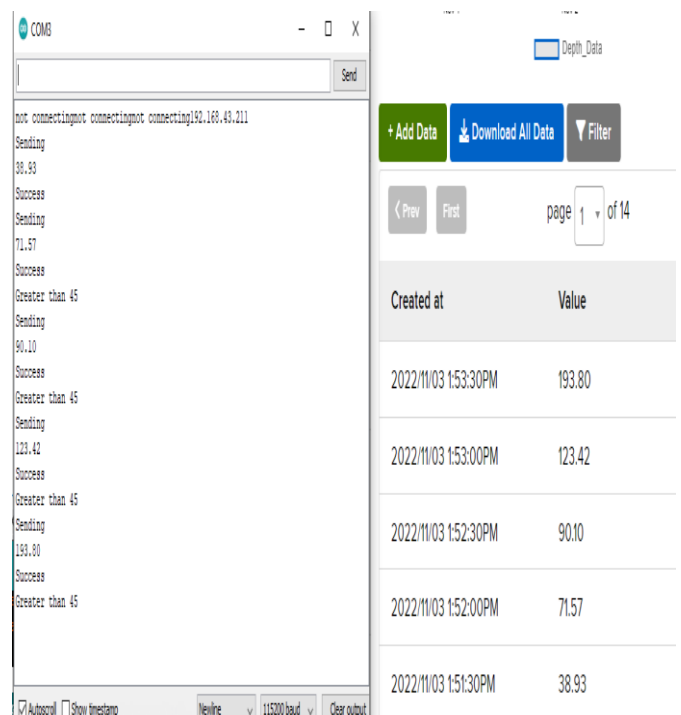 COM3
Send
not connectingnot connectingnot connecting192.168.43.211
Sending
38.93
Success
Sending
71.57
Success
Greater than 45
Sending
90.10
Success
Greater than 45
Sending
123.42
Success
Greater than 45
Sending
193.80
Success
Greater than 45
Autoscroll Show timestamp Newline 115200 baud Clear output
Depth_Data
+ Add Data Download All Data Filter
Prev First page 1 of 14
Created at Value
2022/11/03 1:53:30PM 193.80
2022/11/03 1:53:00PM 123.42
2022/11/03 1:52:30PM 90.10
2022/11/03 1:52:00PM 71.57
2022/11/03 1:51:30PM 38.93